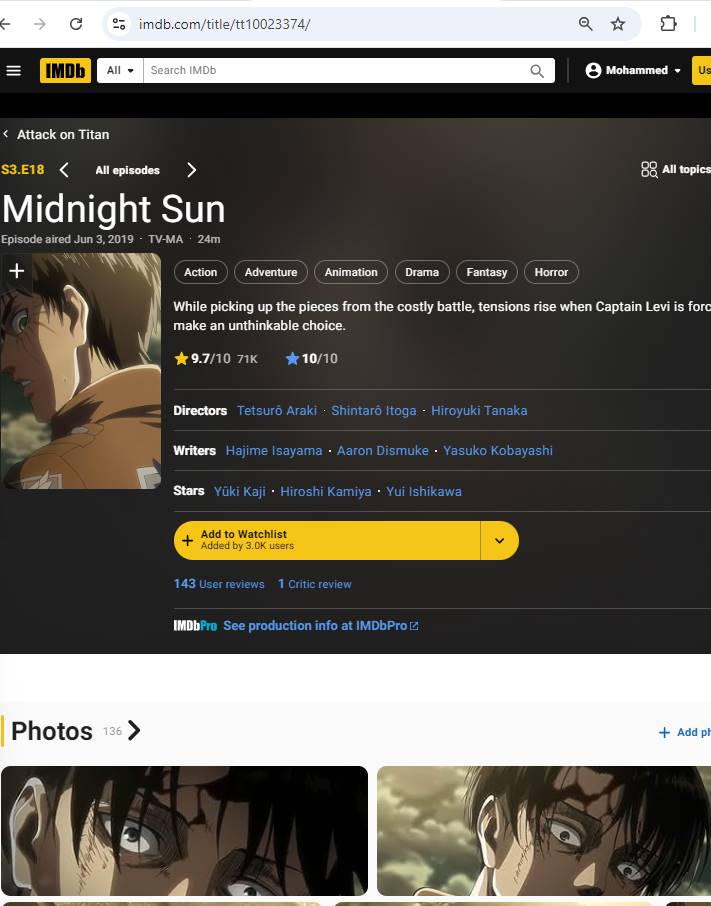 imdb.com/title/tt10023374/
IMDb All Search IMDb Mohammed Us
Attack on Titan
S3.E18 All episodes All topics
Midnight Sun
Episode aired Jun 3, 2019 · TV-MA · 24m
Action Adventure Animation Drama Fantasy Horror
While picking up the pieces from the costly battle, tensions rise when Captain Levi is forc
make an unthinkable choice.
9.7/10 71K 10/10
Directors Tetsurô Araki · Shintarô Itoga · Hiroyuki Tanaka
Writers Hajime Isayama · Aaron Dismuke · Yasuko Kobayashi
Stars Yûki Kaji · Hiroshi Kamiya · Yui Ishikawa
+ Add to Watchlist
Added by 3.0K users
143 User reviews 1 Critic review
IMDbPro See production info at IMDbPro
Photos 136 + Add ph